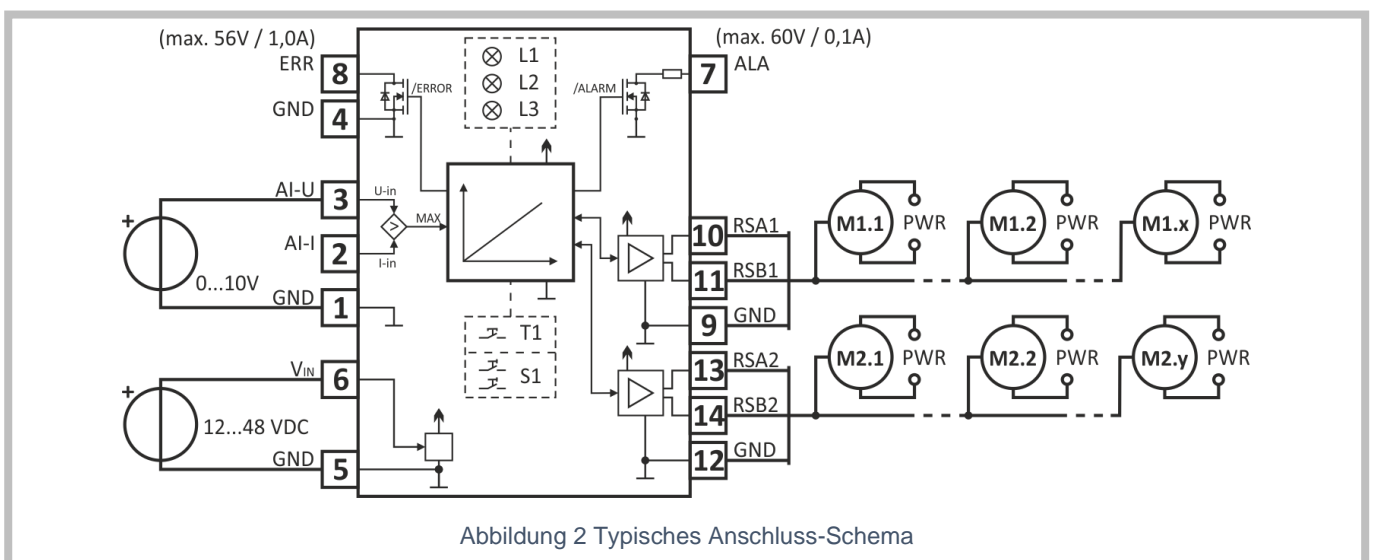 (max. 56V / 1,0A)
ERR 8
GND 4
/ERROR
L1
L2
L3
(max. 60V / 0,1A)
7 ALA
/ALARM
AI-U 3
U-in
AI-I 2
I-in
>
MAX
0...10V
GND 1
+
VIN 6
+
12...48 VDC
GND 5
T1
S1
10 RSA1
11 RSB1
9 GND
13 RSA2
14 RSB2
12 GND
M1.1 PWR
M1.2 PWR
M1.x PWR
M2.1 PWR
M2.2 PWR
M2.y PWR
Abbildung 2 Typisches Anschluss-Schema